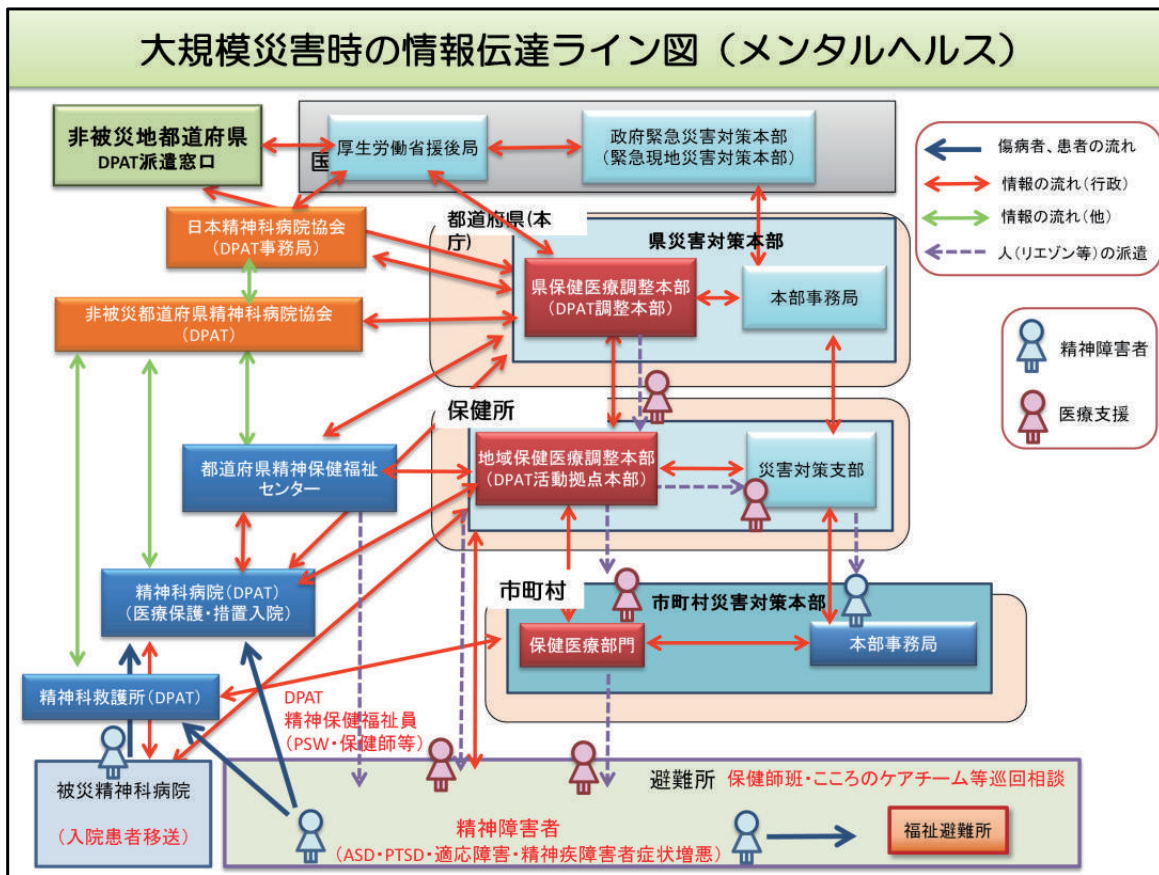 大規模災害時の情報伝達ライン図（メンタルヘルス）
非被災地都道府県
DPAT派遣窓口
国
厚生労働省援後局
政府緊急災害対策本部
（緊急現地災害対策本部）
傷病者、患者の流れ
情報の流れ（行政）
情報の流れ（他）
人（リエゾン等）の派遣
日本精神科病院協会
（DPAT事務局）
都道府県(本
庁)
県災害対策本部
県保健医療調整本部
（DPAT調整本部）
本部事務局
非被災都道府県精神科病院協会
（DPAT）
精神障害者
医療支援
保健所
都道府県精神保健福祉
センター
地域保健医療調整本部
（DPAT活動拠点本部）
災害対策支部
精神科病院（DPAT）
（医療保護・措置入院）
市町村
市町村災害対策本部
保健医療部門
本部事務局
精神科救護所（DPAT）
DPAT
精神保健福祉員
（PSW・保健師等）
被災精神科病院
（入院患者移送）
避難所
保健師班・こころのケアチーム等巡回相談
精神障害者
（ASD・PTSD・適応障害・精神疾障害者症状増悪）
福祉避難所